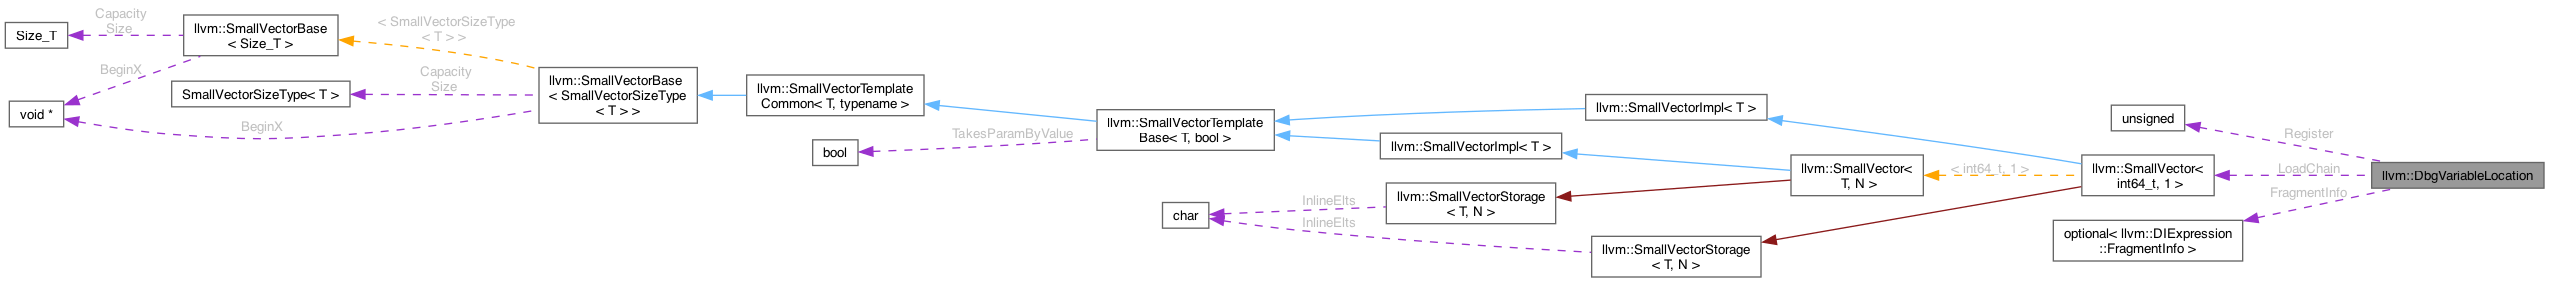 Size_T
Capacity
Size
llvm::SmallVectorBase
< Size_T >
< SmallVectorSizeType
< T > >
BeginX
void *
SmallVectorSizeType< T >
Capacity
Size
BeginX
llvm::SmallVectorBase
< SmallVectorSizeType
< T > >
llvm::SmallVectorTemplate
Common< T, typename >
bool
TakesParamByValue
llvm::SmallVectorTemplate
Base< T, bool >
char
InlineElts
InlineElts
llvm::SmallVectorImpl< T >
llvm::SmallVectorImpl< T >
llvm::SmallVectorStorage
< T, N >
llvm::SmallVectorStorage
< T, N >
llvm::SmallVector<
T, N >
< int64_t, 1 >
unsigned
llvm::SmallVector<
int64_t, 1 >
optional< llvm::DIExpression
::FragmentInfo >
Register
LoadChain
FragmentInfo
llvm::DbgVariableLocation